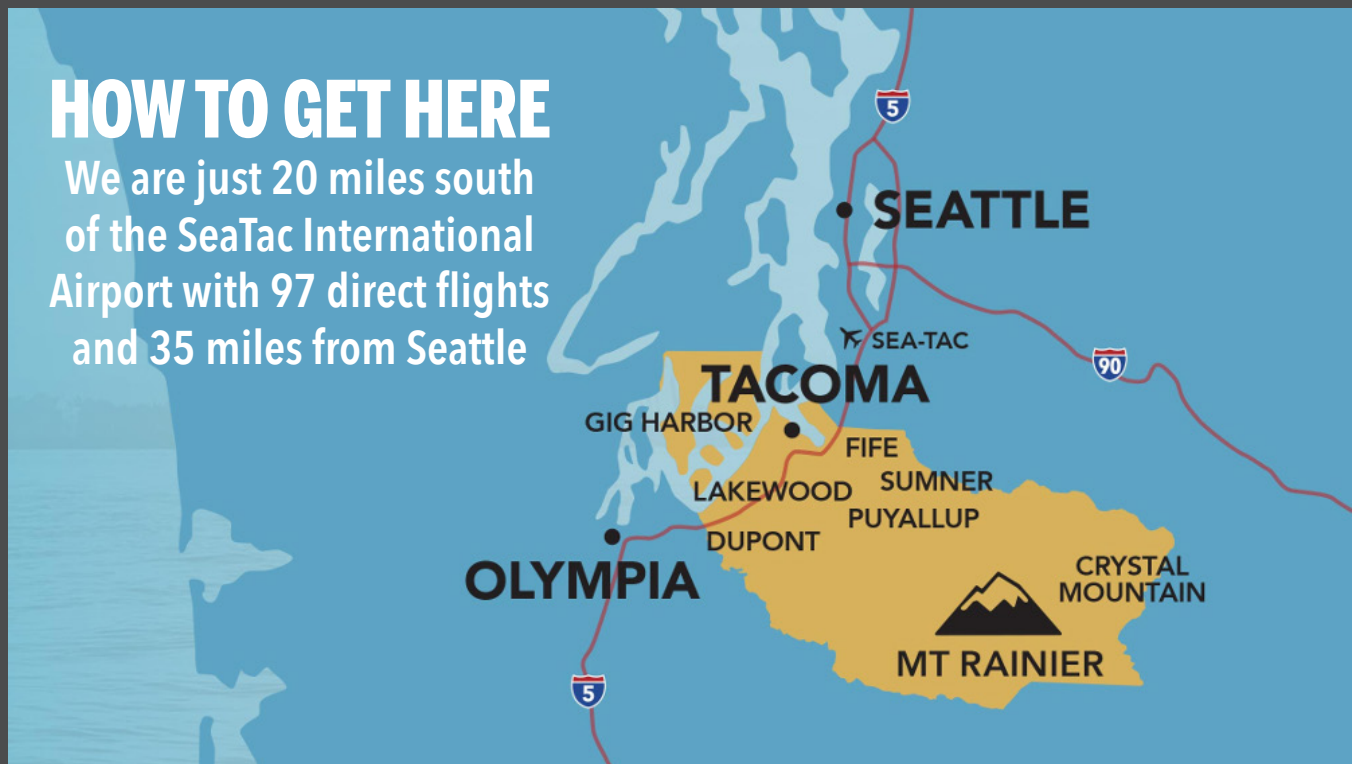 HOW TO GET HERE
We are just 20 miles south
of the SeaTac International
Airport with 97 direct flights
and 35 miles from Seattle
5
SEATTLE
SEA-TAC
90
TACOMA
GIG HARBOR
FIFE
SUMNER
LAKEWOOD
PUYALLUP
DUPONT
OLYMPIA
CRYSTAL
MOUNTAIN
MT RAINIER
5